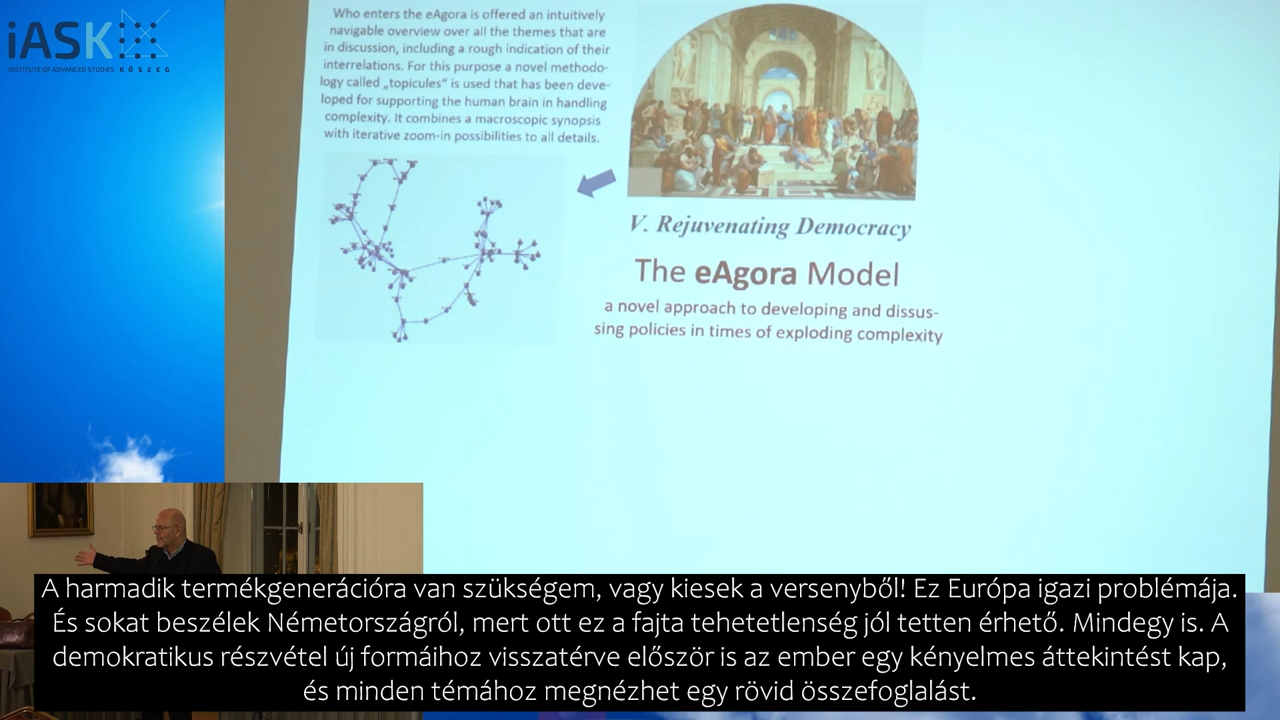 iASK
INSTITUTE OF ADVANCED STUDIES KŐSZEG
Who enters the eAgora is offered an intuitively
navigable overview over all the themes that are
in discussion, including a rough indication of their
interrelations. For this purpose a novel methodo-
logy called „topicules“ is used that has been deve-
loped for supporting the human brain in handling
complexity. It combines a macroscopic synopsis
with iterative zoom-in possibilities to all details.
V. Rejuvenating Democracy
The eAgora Model
a novel approach to developing and dissus-
sing policies in times of exploding complexity
A harmadik termékgenerációra van szükségem, vagy kiesek a versenyből! Ez Európa igazi problémája.
És sokat beszélek Németországról, mert ott ez a fajta tehetetlenség jól tetten érhető. Mindegy is. A
demokratikus részvétel új formáihoz visszatérve először is az ember egy kényelmes áttekintést kap,
és minden témához megnézhet egy rövid összefoglalást.